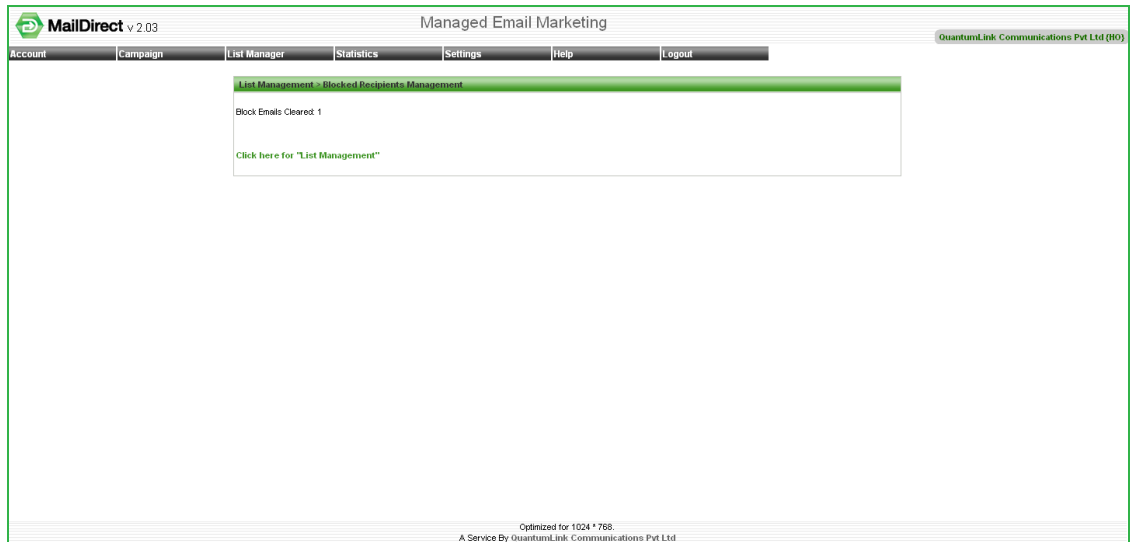 MailDirect v 2.03
Managed Email Marketing
QuantumLink Communications Pvt Ltd (HO)
Account Campaign List Manager Statistics Settings Help Logout
List Management > Blocked Recipients Management
Block Emails Cleared: 1
Click here for "List Management"
Optimized for 1024 * 768.
A Service By QuantumLink Communications Pvt Ltd